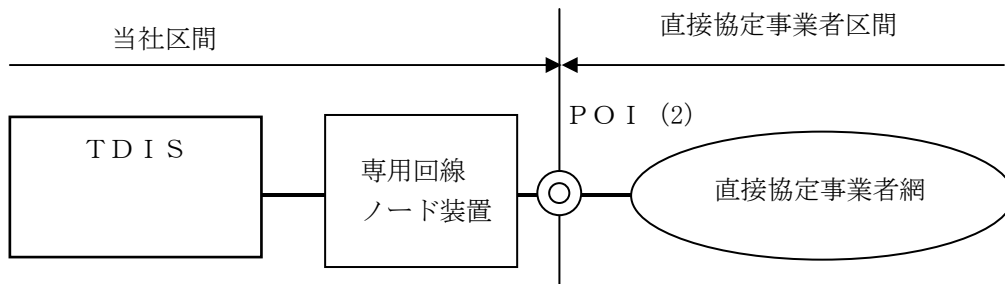 当社区間
直接協定事業者区間
ＰＯＩ (2)
ＴＤＩＳ
専用回線
ノード装置
直接協定事業者網